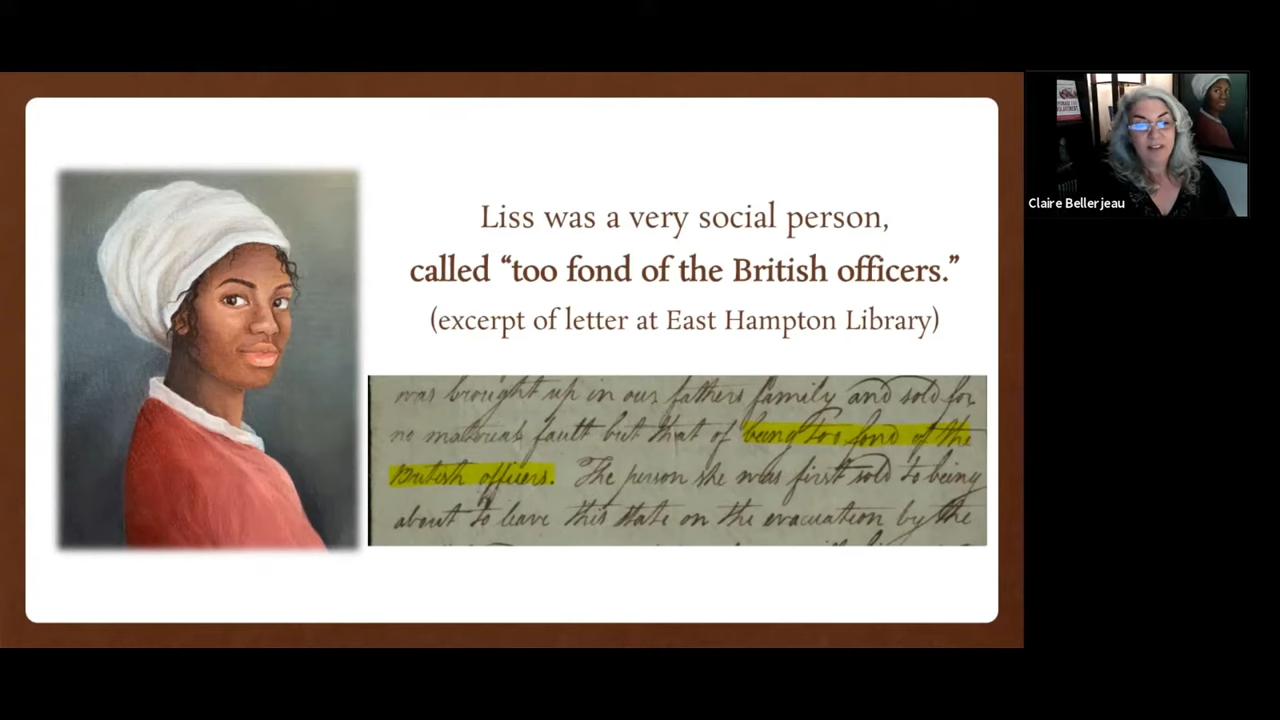 Liss was a very social person,
called “too fond of the British officers.”
(excerpt of letter at East Hampton Library)
was brought up in our fathers family and sold for
no material fault but that of being too fond of the
British officers. The person she was first sold to being
about to leave this state on the evacuation by the
Claire Bellerjeau